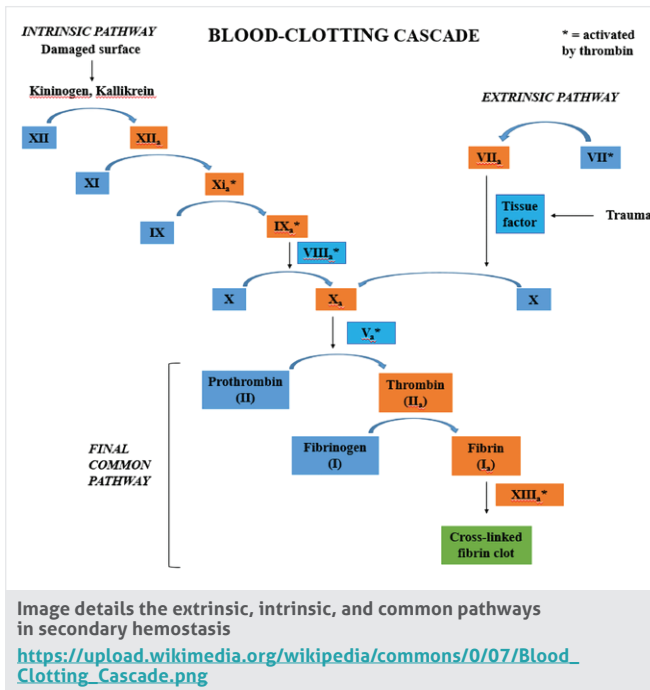 INTRINSIC PATHWAY
Damaged surface
BLOOD-CLOTTING CASCADE
* = activated
by thrombin
Kininogen, Kallikrein
EXTRINSIC PATHWAY
XII
XIIa
VIIa
VII*
XI
Xia*
Tissue
factor
Trauma
IX
IXa*
VIIIa*
X
Xa
X
Va*
Prothrombin
(II)
Thrombin
(IIa)
FINAL
COMMON
PATHWAY
Fibrinogen
(I)
Fibrin
(Ia)
XIIIa*
Cross-linked
fibrin clot
Image details the extrinsic, intrinsic, and common pathways
in secondary hemostasis
https://upload.wikimedia.org/wikipedia/commons/0/07/Blood_
Clotting_Cascade.png